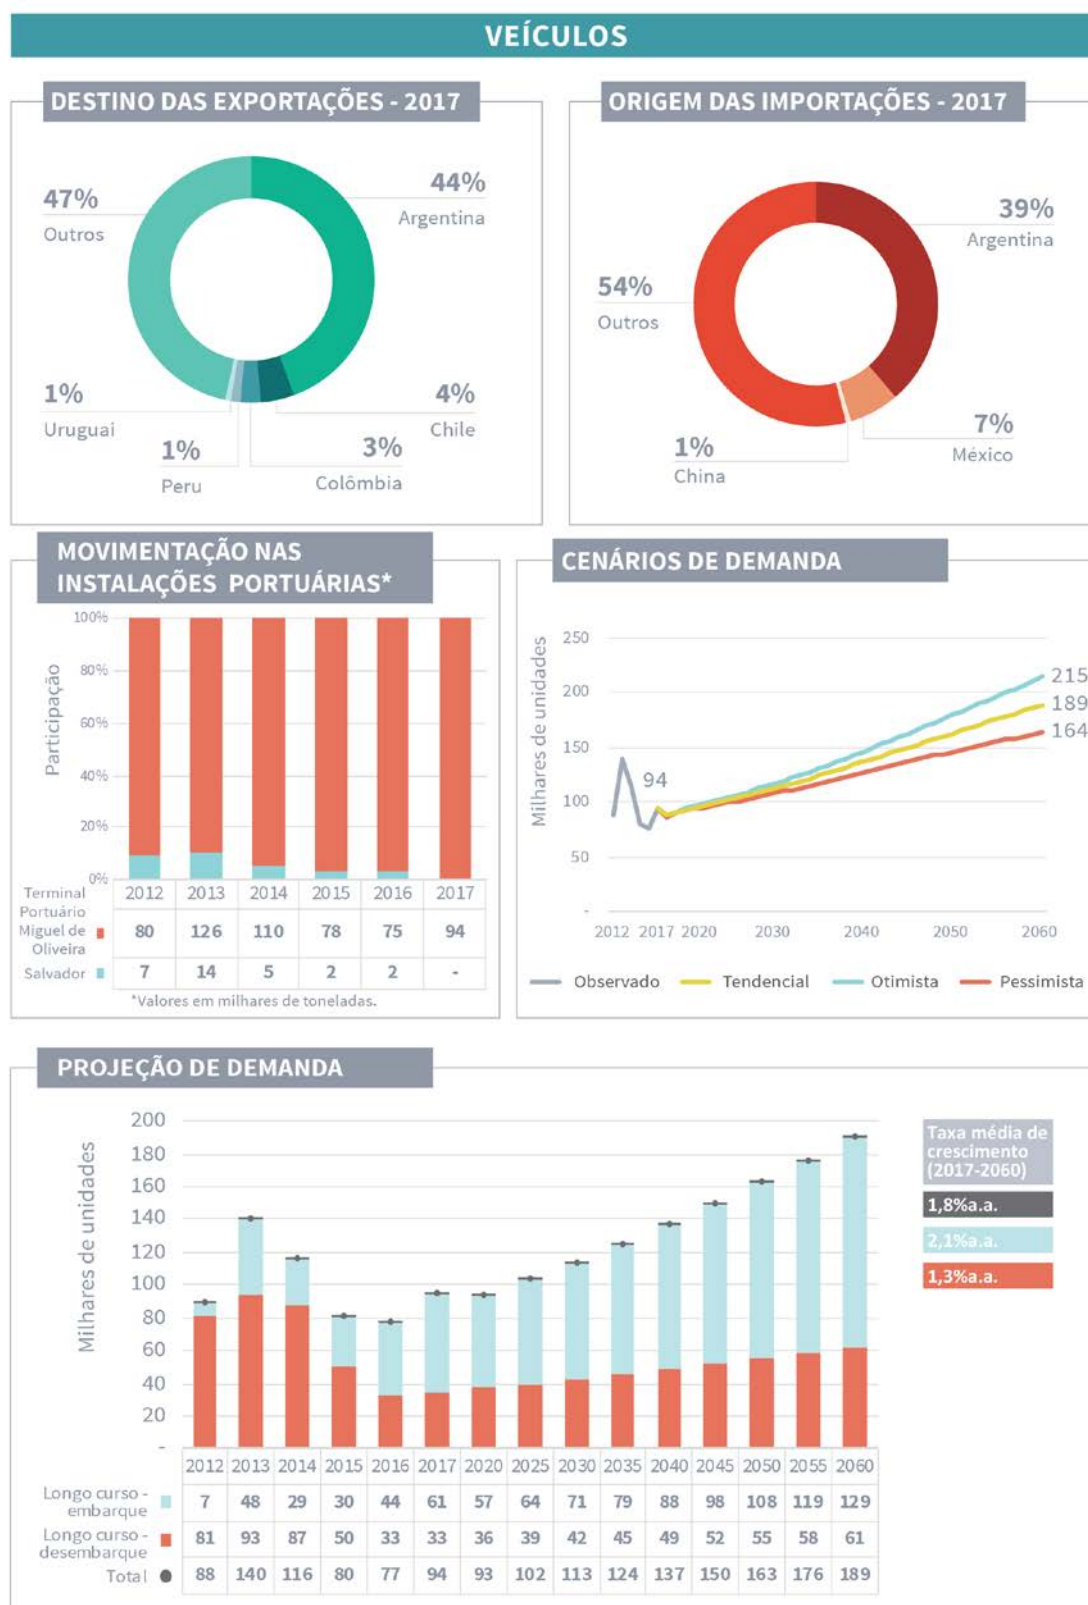 VEÍCULOS
DESTINO DAS EXPORTAÇÕES - 2017
47%
Outros
44%
Argentina
1%
Uruguai
1%
Peru
3%
Colômbia
4%
Chile
ORIGEM DAS IMPORTAÇÕES - 2017
39%
Argentina
54%
Outros
7%
México
1%
China
MOVIMENTAÇÃO NAS
INSTALAÇÕES PORTUÁRIAS*
Participação
100%
80%
60%
40%
20%
0%
2012 2013 2014 2015 2016 2017
Terminal
Portuário
Miguel de
Oliveira
80 126 110 78 75 94
Salvador 7 14 5 2 2 -
*Valores em milhares de toneladas.
CENÁRIOS DE DEMANDA
Milhares de unidades
250
200
150
100
50
-
94
215
189
164
2012 2017 2020 2030 2040 2050 2060
Observado Tendencial Otimista Pessimista
PROJEÇÃO DE DEMANDA
Milhares de unidades
200
180
160
140
120
100
80
60
40
20
-
Taxa média de
crescimento
(2017-2060)
1,8%a.a.
2,1%a.a.
1,3%a.a.
2012 2013 2014 2015 2016 2017 2020 2025 2030 2035 2040 2045 2050 2055 2060
Longo curso -
embarque
7 48 29 30 44 61 57 64 71 79 88 98 108 119 129
Longo curso -
desembarque
81 93 87 50 33 33 36 39 42 45 49 52 55 58 61
Total 88 140 116 80 77 94 93 102 113 124 137 150 163 176 189